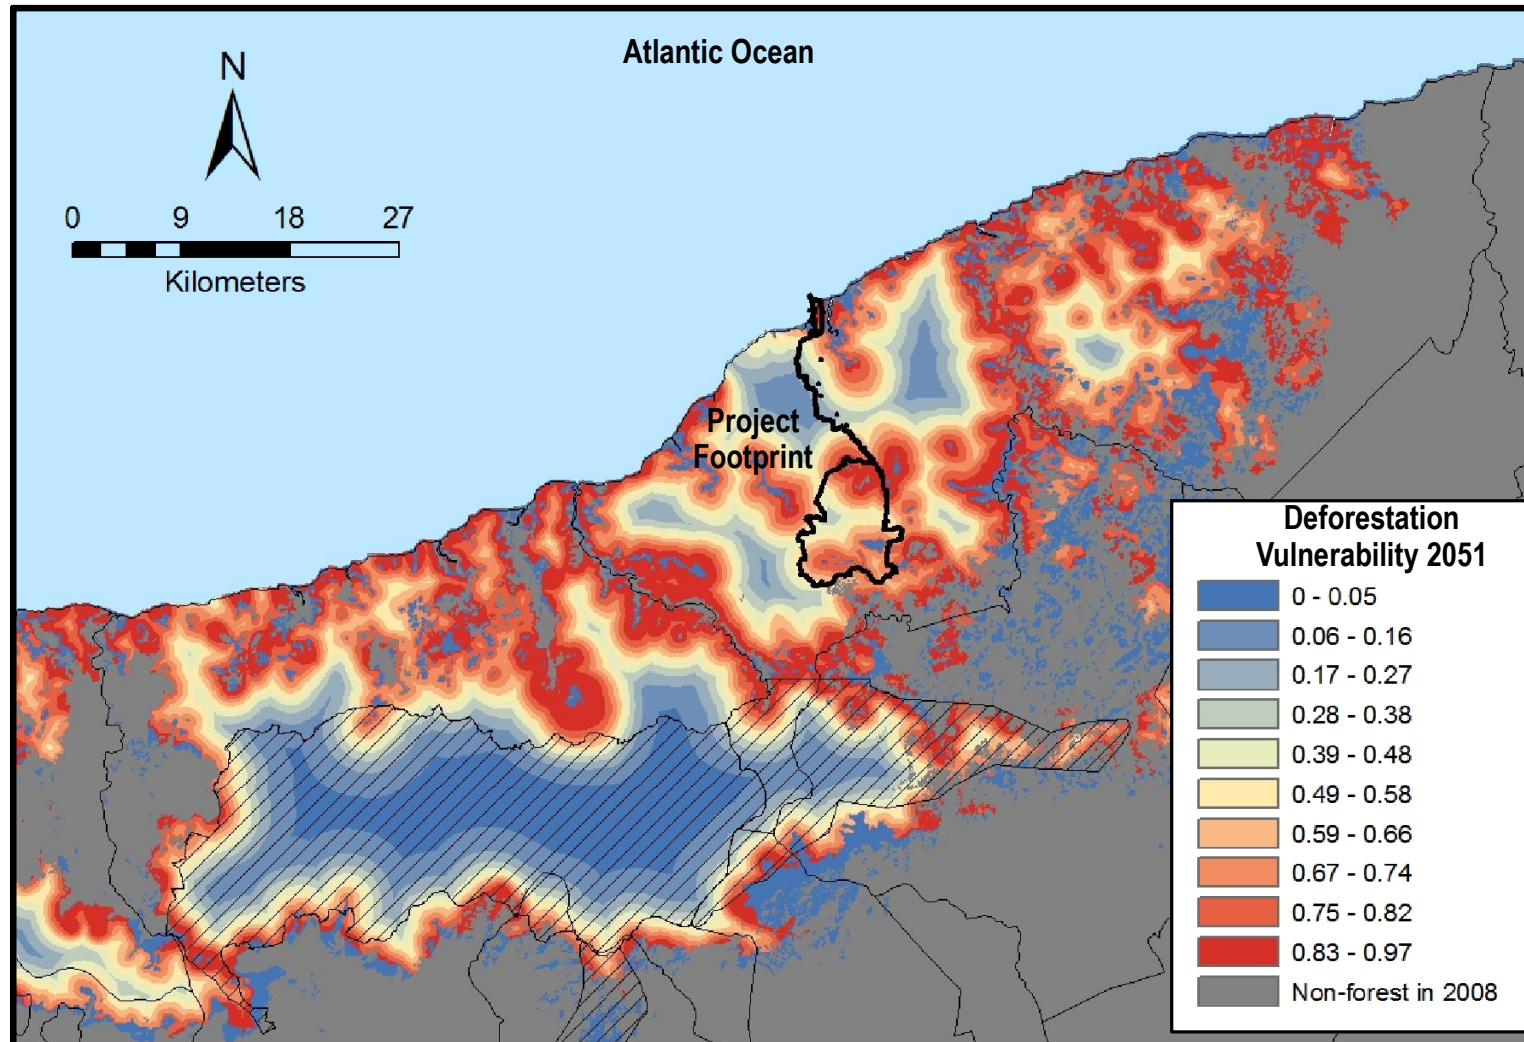 Atlantic Ocean
N
0 9 18 27
Kilometers
Project
Footprint
Deforestation
Vulnerability 2051
0 - 0.05
0.06 - 0.16
0.17 - 0.27
0.28 - 0.38
0.39 - 0.48
0.49 - 0.58
0.59 - 0.66
0.67 - 0.74
0.75 - 0.82
0.83 - 0.97
Non-forest in 2008